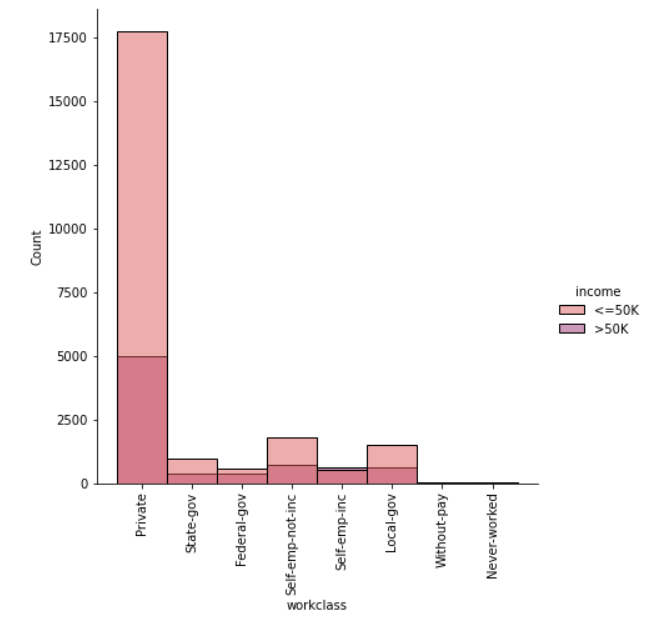 17500
15000
12500
10000
7500
5000
2500
0
Count
Private
State-gov
Federal-gov
Self-emp-not-inc
Self-emp-inc
Local-gov
Without-pay
Never-worked
workclass
income
<=50K
>50K